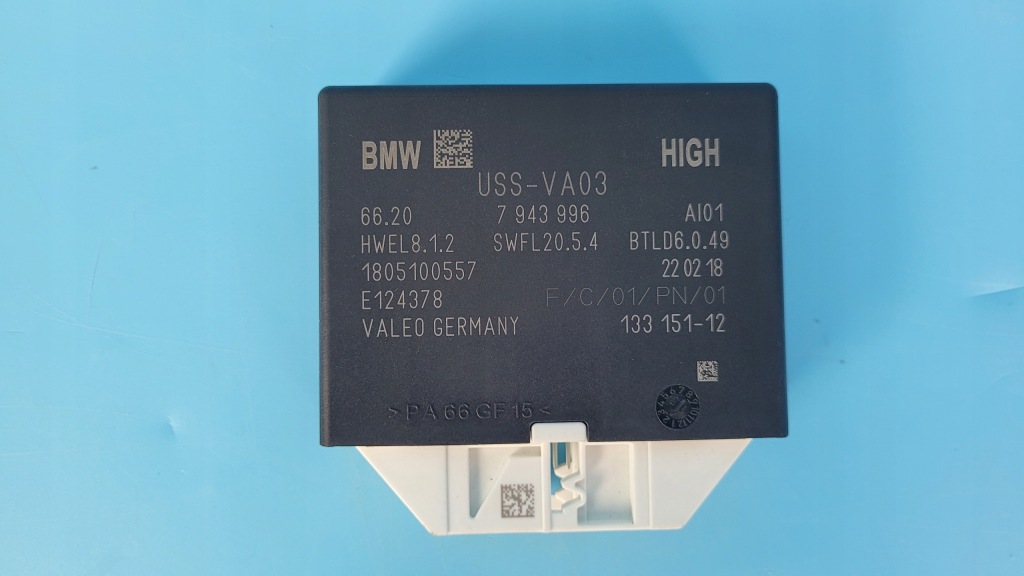 BMW HIGH
USS-VA03
66.20 7 943 996 AI01
HWEL8.1.2 SWFL20.5.4 BTLD6.0.49
1805100557 22 02 18
E124378 F/C/01/PN/01
VALEO GERMANY 133 151-12
>PA 66 GF 15<